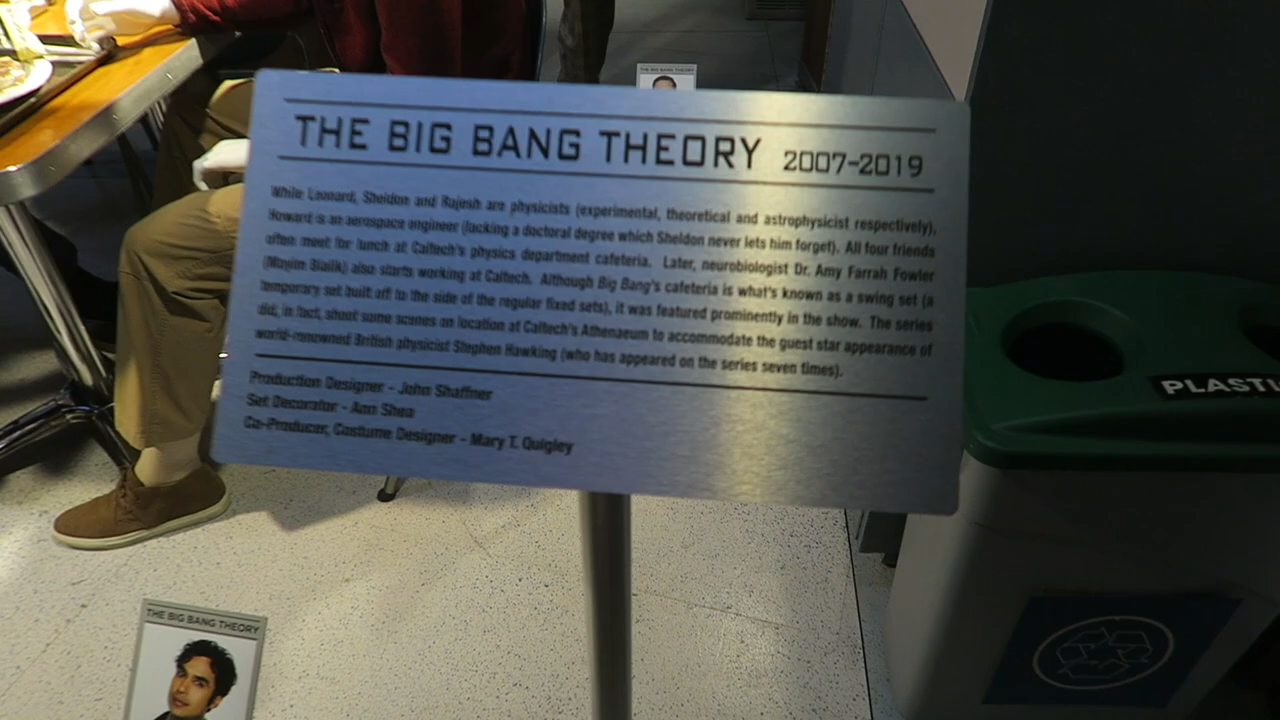 THE BIG BANG THEORY
THE BIG BANG THEORY 2007-2019
While Leonard, Sheldon and Rajesh are physicists (experimental, theoretical and astrophysicist respectively),
Howard is an aerospace engineer (lacking a doctoral degree which Sheldon never lets him forget). All four friends
often meet for lunch at Caltech's physics department cafeteria. Later, neurobiologist Dr. Amy Farrah Fowler
(Mayim Bialik) also starts working at Caltech. Although Big Bang's cafeteria is what's known as a swing set (a
temporary set built off to the side of the regular fixed sets), it was featured prominently in the show. The series
did, in fact, shoot some scenes on location at Caltech's Athenaeum to accommodate the guest star appearance of
world-renowned British physicist Stephen Hawking (who has appeared on the series seven times).
Production Designer - John Shaffner
Set Decorator - Ann Shea
Co-Producer, Costume Designer - Mary T. Quigley
PLASTI
THE BIG BANG THEORY